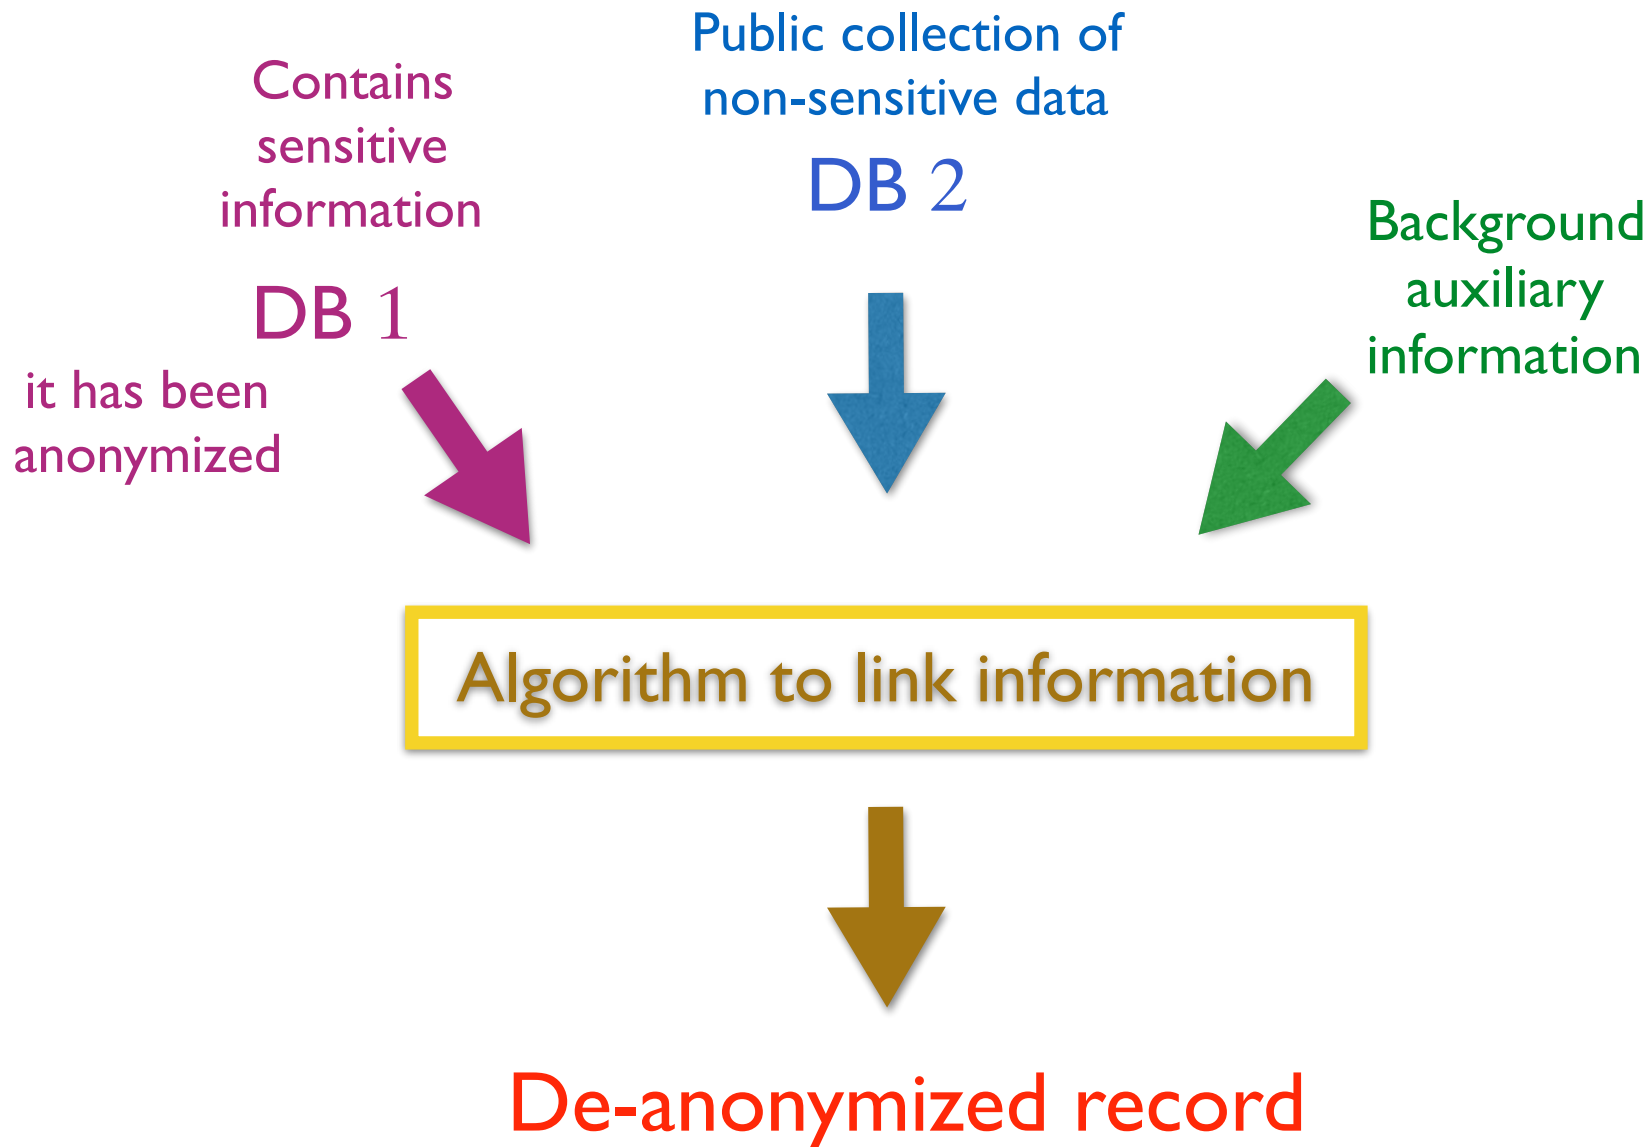 Contains
sensitive
information
DB 1
it has been
anonymized
Public collection of
non-sensitive data
DB 2
Background
auxiliary
information
Algorithm to link information
De-anonymized record